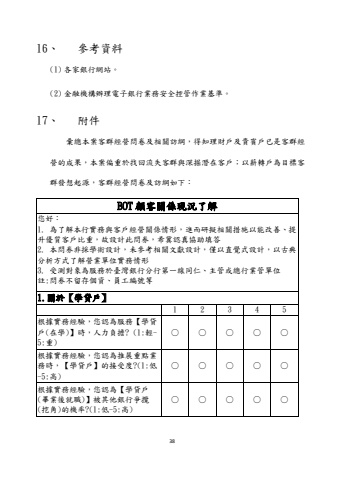 16、 參考資料
(1) 各家銀行網站。
(2) 金融機構辦理電子銀行業務安全控管作業基準。
17、 附件
彙總本案客群經營問卷及相關訪綱,得知理財戶及貴賓戶已是客群經
營的成果,本案偏重於找回流失客群與深掘潛在客戶;以薪轉戶為目標客
群發想起源,客群經營問卷及訪綱如下:
BOT 顧客關係現況了解
您好:
1. 為了解本行實務與客戶經營關係情形,進而研擬相關措施以能改善、提
升優質客戶比重,故設計此問卷,希冀認真協助填答
2. 本問卷非採學術設計,未參考相關文獻設計,僅以直覺式設計,以古典
分析方式了解營業單位實務情形
3. 受測對象為服務於臺灣銀行分行第一線同仁、主管或總行業管單位
註:問卷不留存個資、員工編號等
1.關於【學貸戶】
1 2 3 4 5
根據實務經驗,您認為服務【學貸
戶(在學)】時,人力負擔? (1:輕-
5:重)
根據實務經驗,您認為推展重點業
務時,【學貸戶】的接受度?(1:低
-5:高)
根據實務經驗,您認為【學貸戶
(畢業後就職)】被其他銀行爭攬
(挖角)的機率?(1:低-5:高)
38